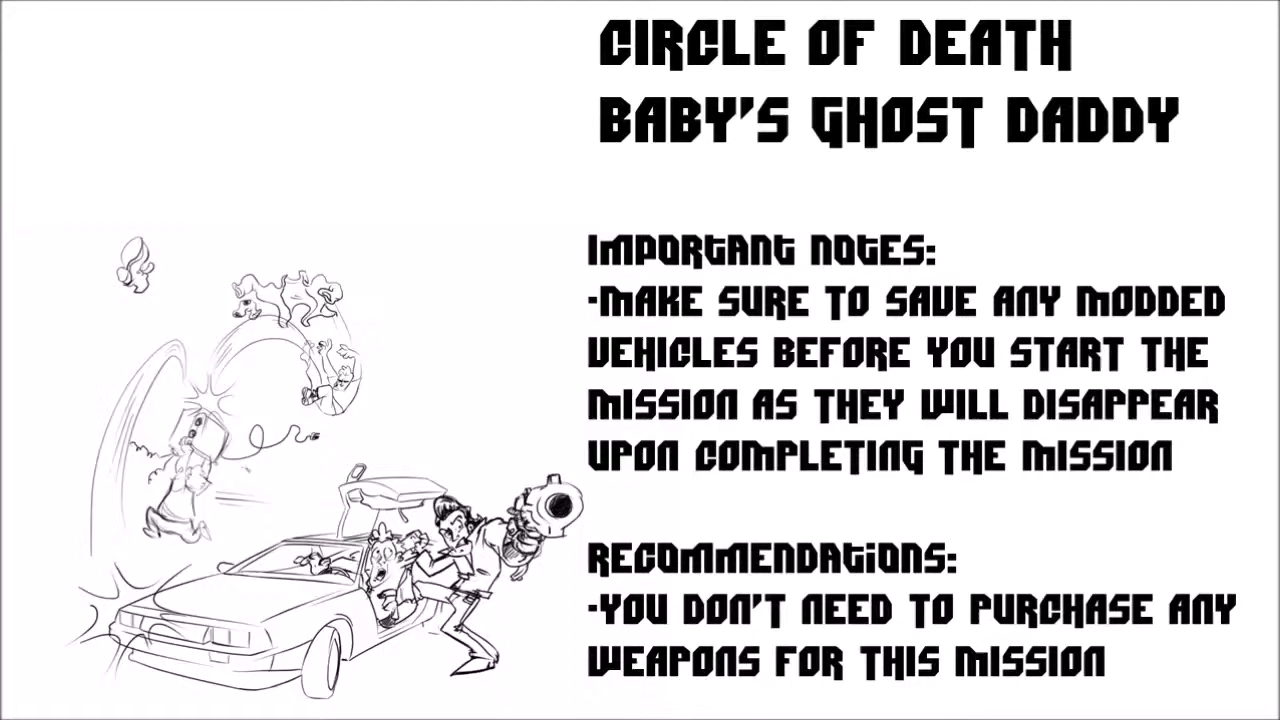 CIRCLE OF DEATH
BABY'S GHOST DADDY
IMPORTANT NOTES:
-MAKE SURE TO SAVE ANY MODDED
VEHICLES BEFORE YOU START THE
MISSION AS THEY WILL DISAPPEAR
UPON COMPLETING THE MISSION
RECOMMENDATIONS:
-YOU DON'T NEED TO PURCHASE ANY
WEAPONS FOR THIS MISSION